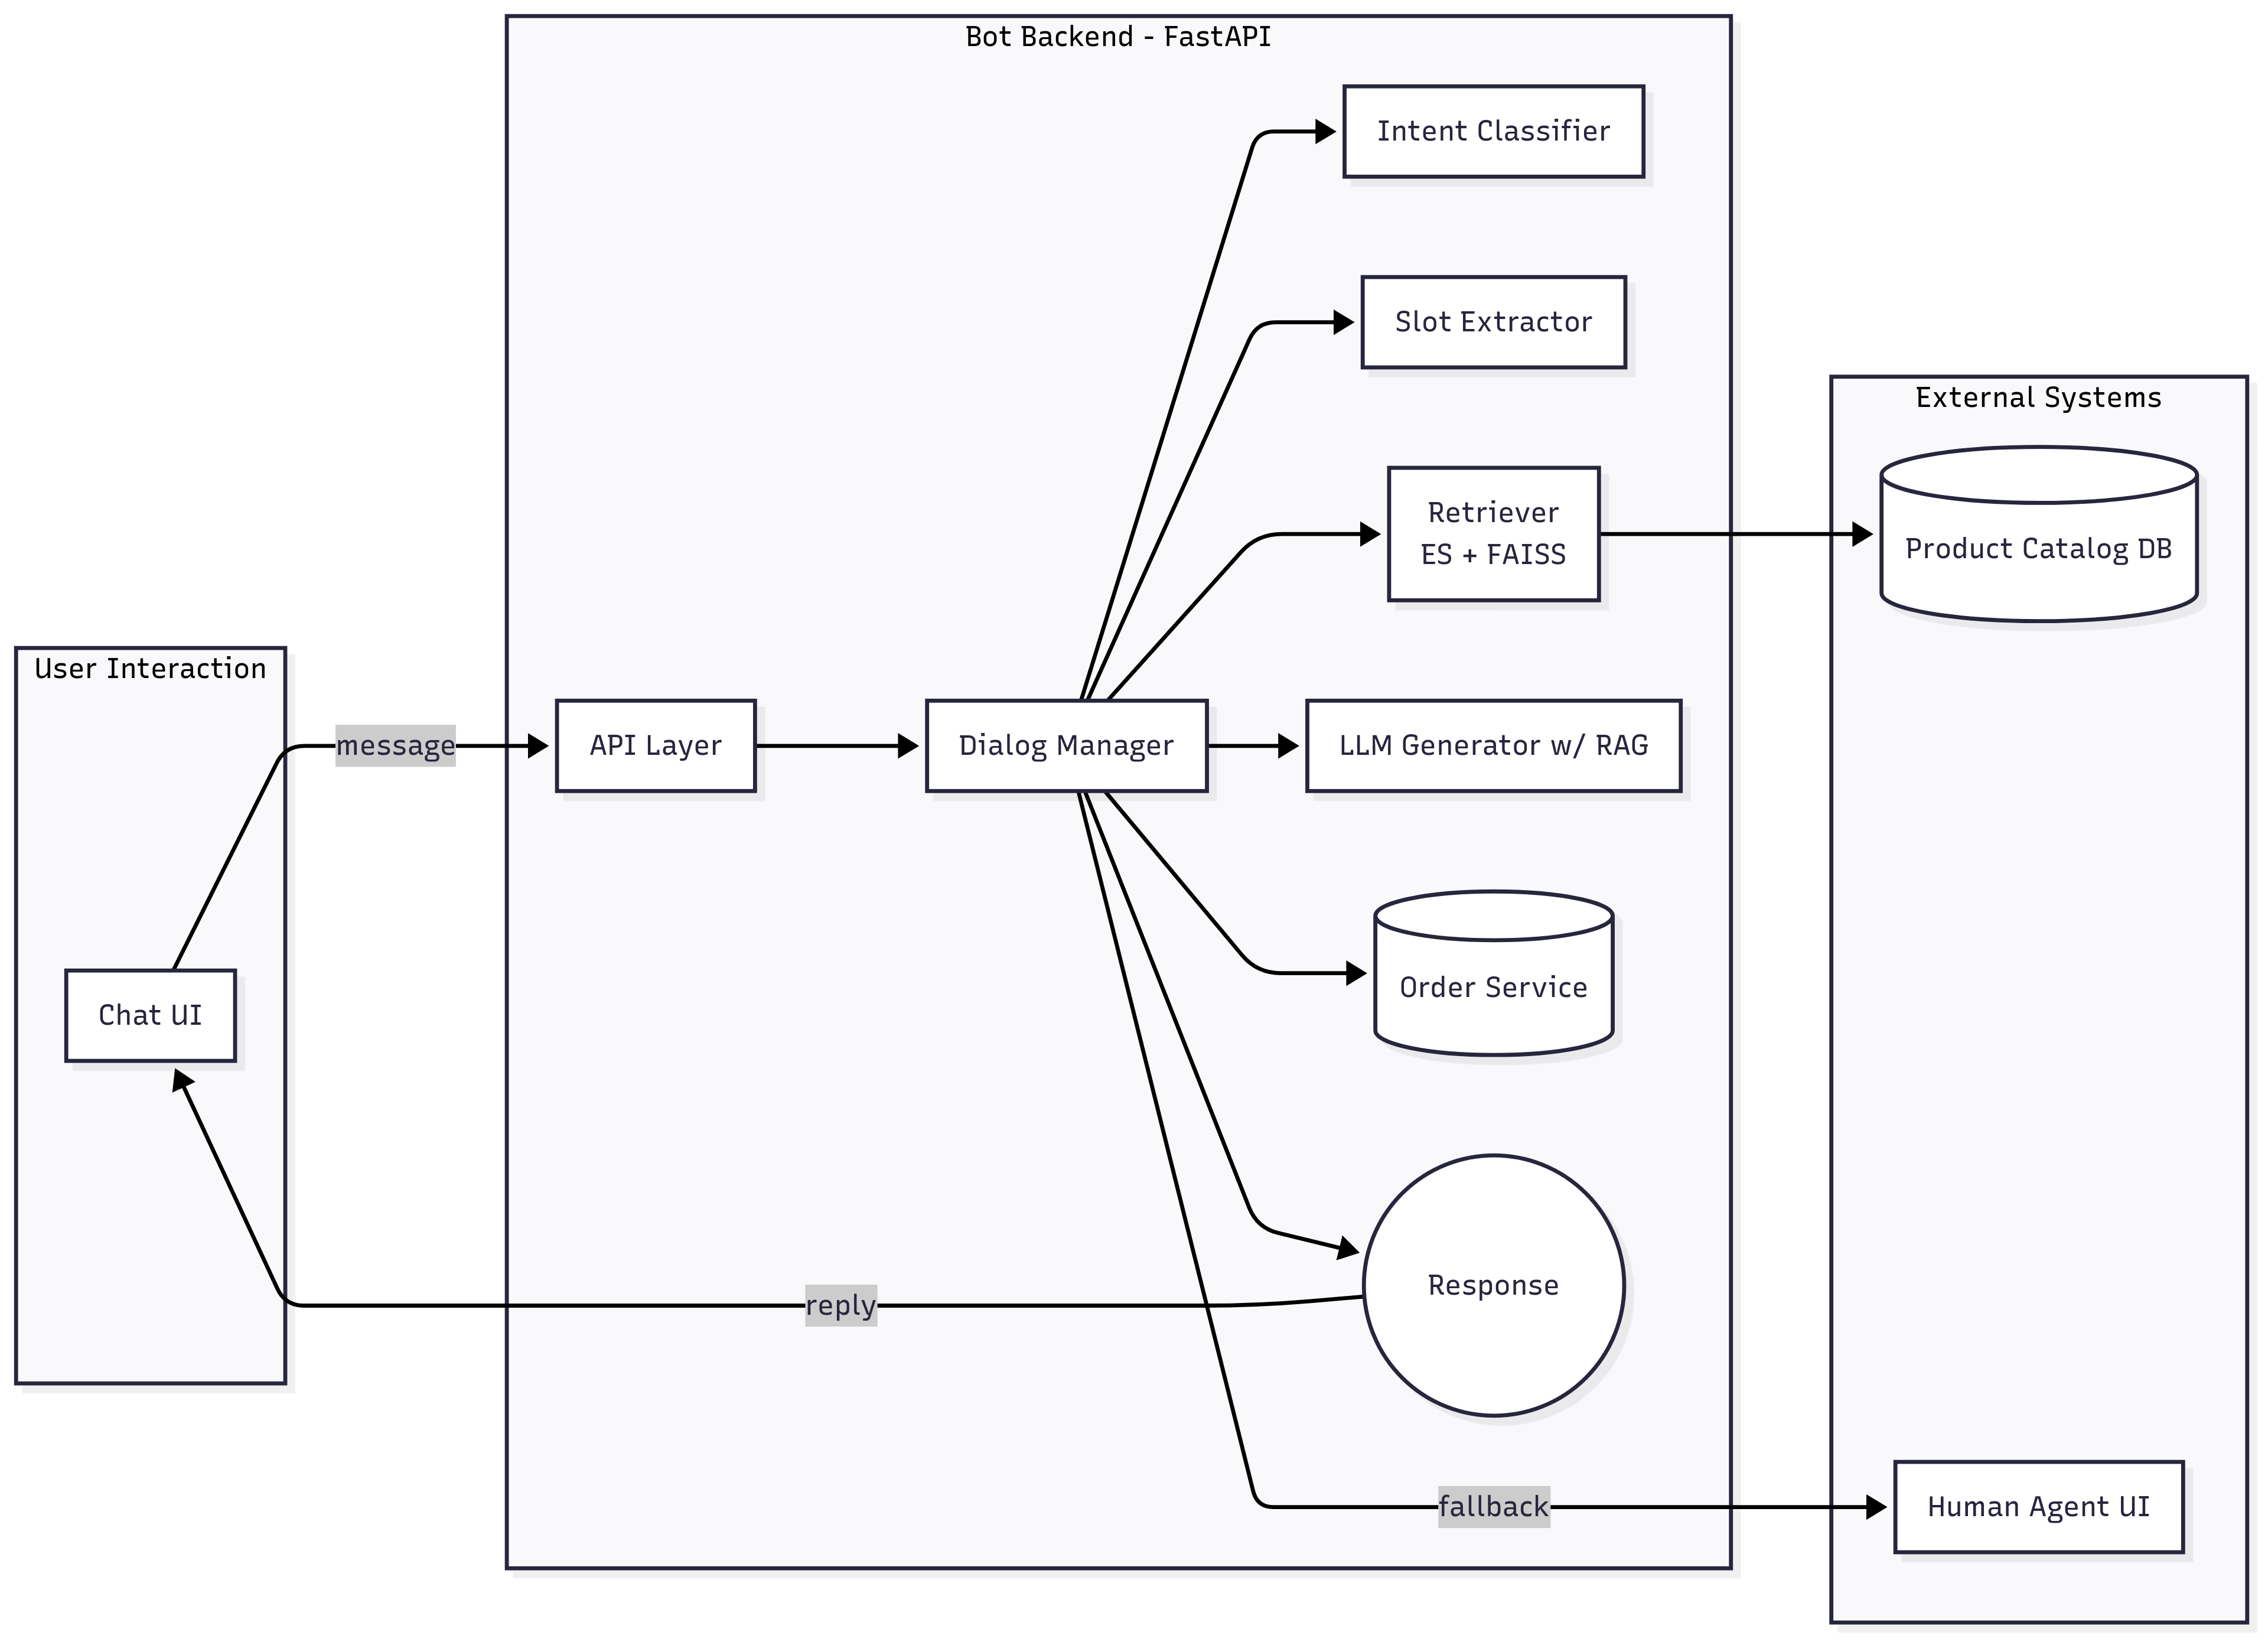 Bot Backend - FastAPI
Intent Classifier
Slot Extractor
External Systems
Retriever
ES + FAISS
Product Catalog DB
User Interaction
message
API Layer
Dialog Manager
LLM Generator w/ RAG
Order Service
Chat UI
Response
reply
fallback
Human Agent UI